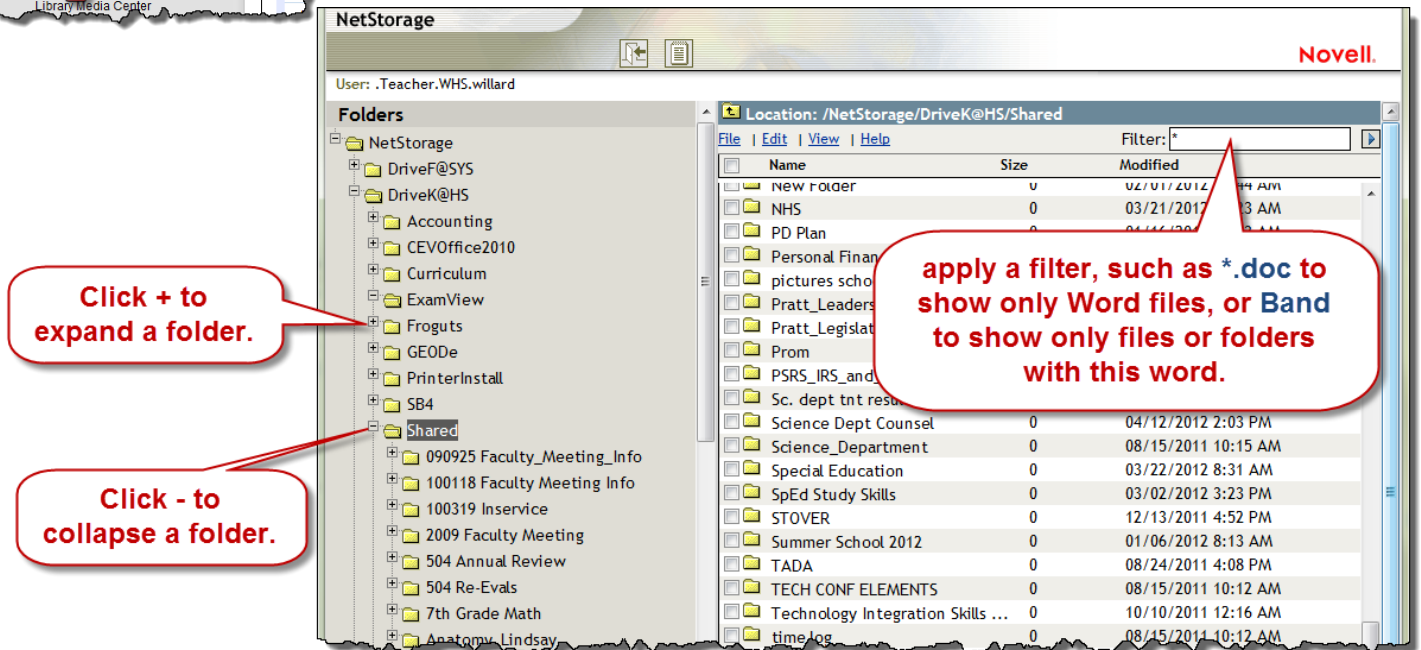 Library Media Center
NetStorage
Novell.
User: .Teacher.WHS.willard
Folders
NetStorage
DriveF@SYS
DriveK@HS
Accounting
CEVOffice2010
Curriculum
ExamView
Froguts
GEODe
PrinterInstall
SB4
Shared
090925 Faculty_Meeting_Info
100118 Faculty Meeting Info
100319 Inservice
2009 Faculty Meeting
504 Annual Review
504 Re-Evals
7th Grade Math
Anatomy_Lindsay
Click + to
expand a folder.
Click - to
collapse a folder.
Location: /NetStorage/DriveK@HS/Shared
File | Edit | View | Help Filter: *
Name Size Modified
New Folder 0 02/01/2012 AM
NHS 0 03/21/2012 AM
PD Plan
Personal Finan
pictures scho
Pratt_Leaders
Pratt_Legislat
Prom
PSRS_IRS_and_
Sc. dept tnt
Science Dept Counsel 0 04/12/2012 2:03 PM
Science_Department 0 08/15/2011 10:15 AM
Special Education 0 03/22/2012 8:31 AM
SpEd Study Skills 0 03/02/2012 3:23 PM
STOVER 0 12/13/2011 4:52 PM
Summer School 2012 0 01/06/2012 8:13 AM
TADA 0 08/24/2011 4:08 PM
TECH CONF ELEMENTS 0 08/15/2011 10:12 AM
Technology Integration Skills ... 0 10/10/2011 12:16 AM
time log 0 08/15/2011 10:12 AM
apply a filter, such as *.doc to
show only Word files, or Band
to show only files or folders
with this word.